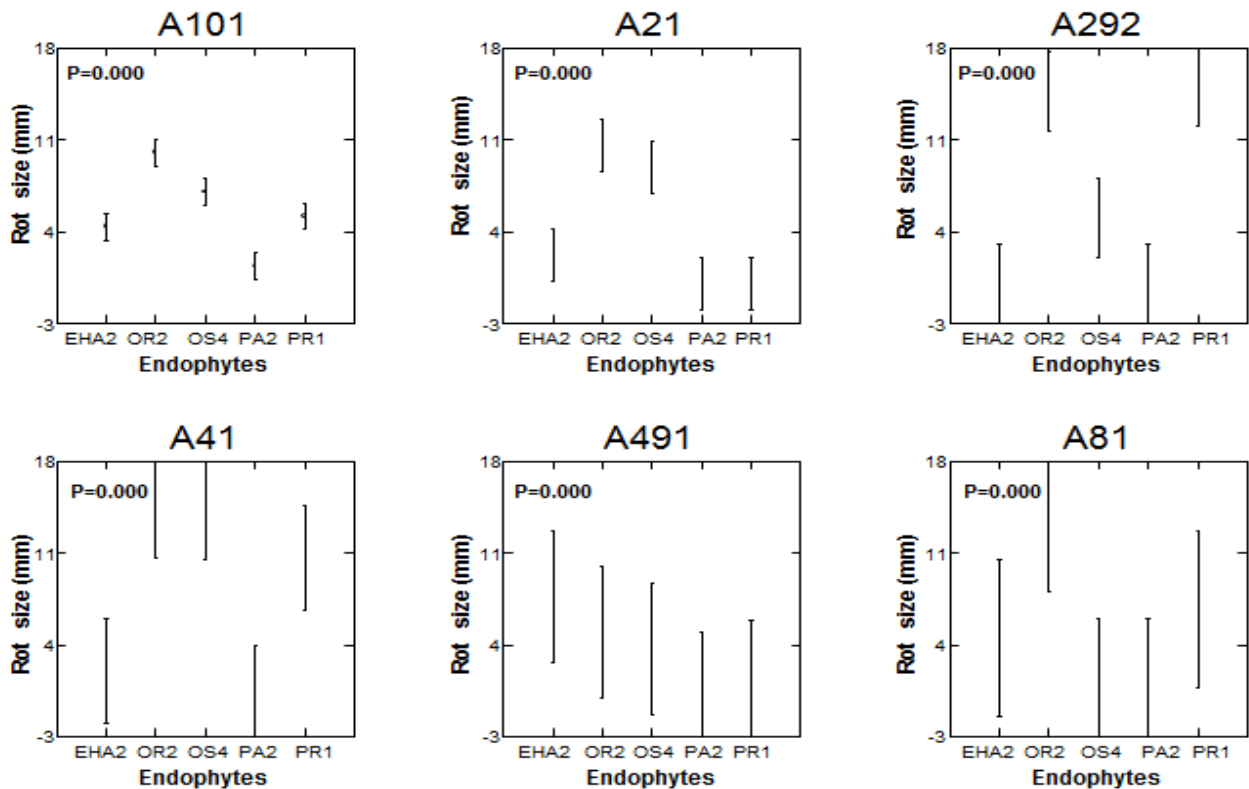 A101
A21
A292
18
P=0.000
11
4
-3
Rot size (mm)
EHA2 OR2 OS4 PA2 PR1
Endophytes
18
P=0.000
11
4
-3
Rot size (mm)
EHA2 OR2 OS4 PA2 PR1
Endophytes
18
P=0.000
11
4
-3
Rot size (mm)
EHA2 OR2 OS4 PA2 PR1
Endophytes
A41
A491
A81
18
P=0.000
11
4
-3
Rot size (mm)
EHA2 OR2 OS4 PA2 PR1
Endophytes
18
P=0.000
11
4
-3
Rot size (mm)
EHA2 OR2 OS4 PA2 PR1
Endophytes
18
P=0.000
11
4
-3
Rot size (mm)
EHA2 OR2 OS4 PA2 PR1
Endophytes